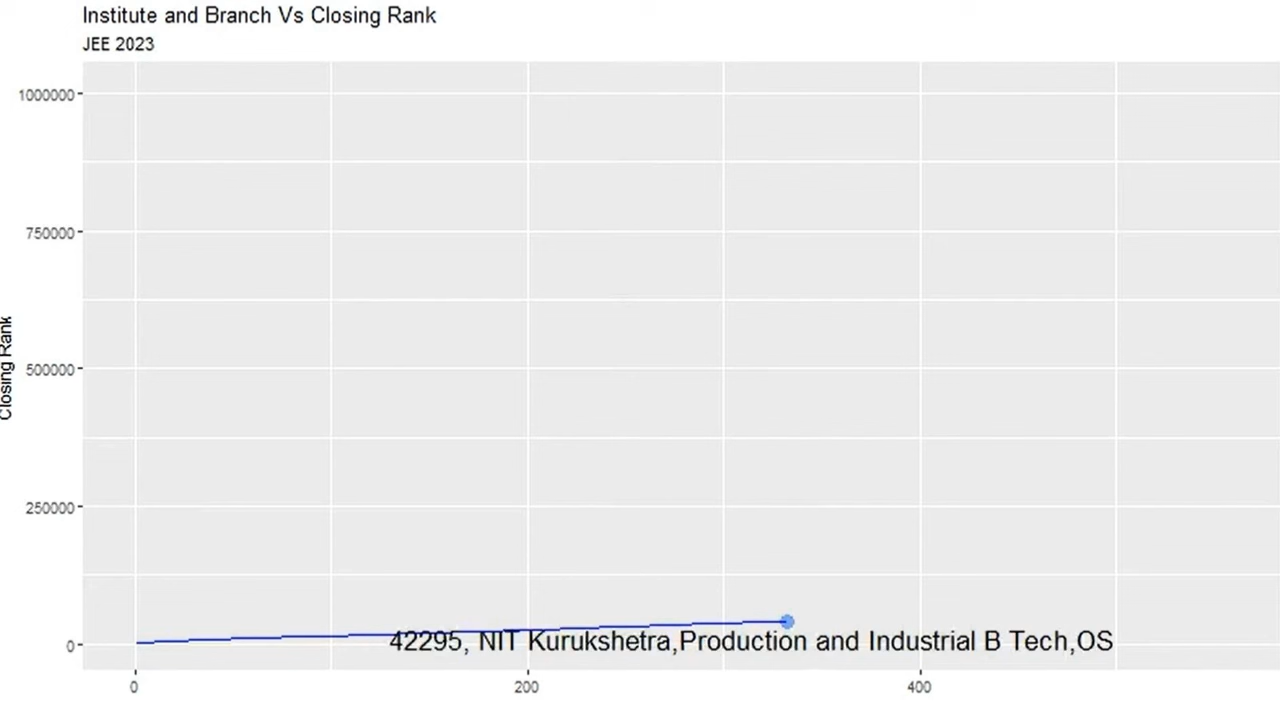 Institute and Branch Vs Closing Rank
JEE 2023
1000000
750000
500000
250000
0
Closing Rank
42295, NIT Kurukshetra,Production and Industrial B Tech,OS
0
200
400